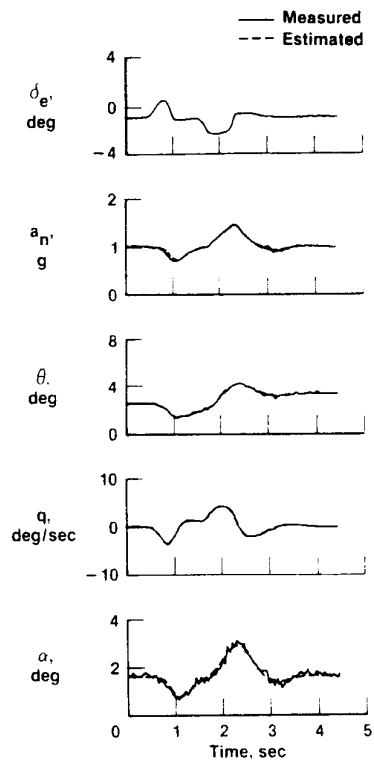 Measured
Estimated
4
δe,
deg
0
−4
2
an,
g
1
0
8
θ.
deg
4
0
10
q,
deg/sec
0
−10
4
α,
deg
2
0 1 2 3 4 5
Time, sec